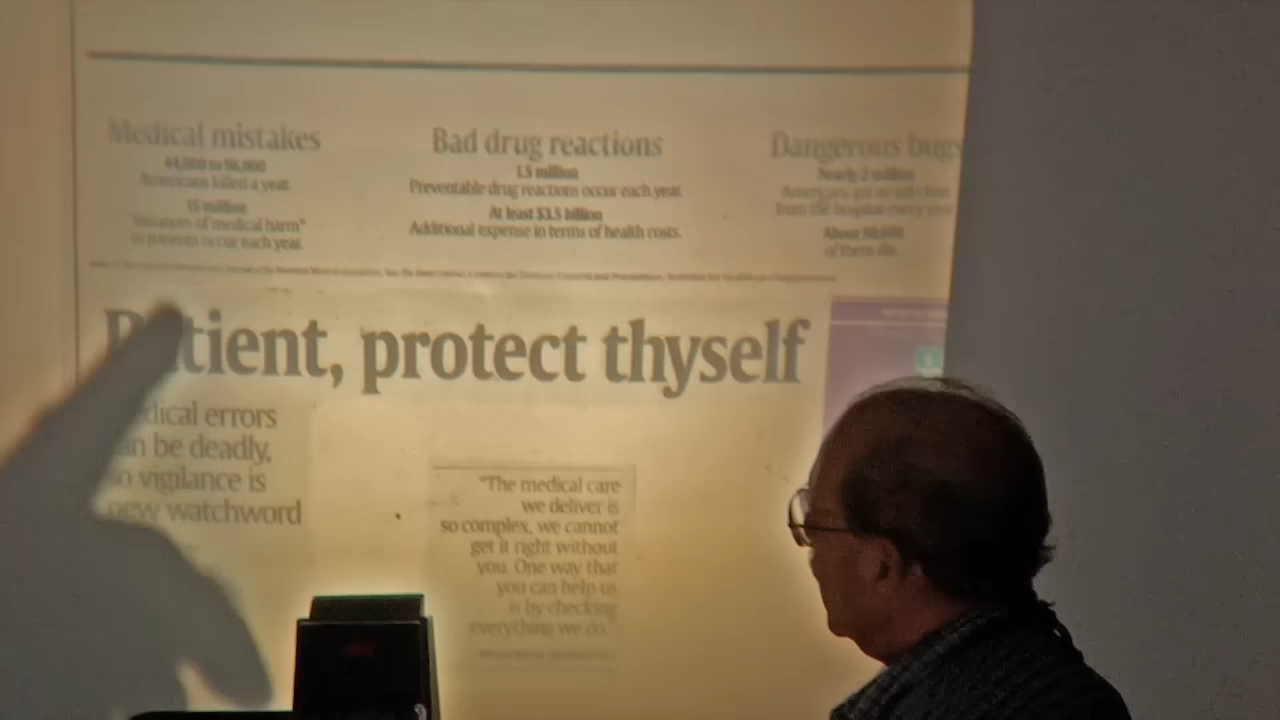 Medical mistakes
44,000 to 98,000
Americans killed a year.
15 million
"instances of medical harm"
to patients occur each year.
Bad drug reactions
1.5 million
Preventable drug reactions occur each year
At least $3.5 billion
Additional expense in terms of health costs.
Dangerous bugs
Nearly 2 million
Americans get an infection
from the hospital every year
About 90,000
of them die.
Patient, protect thyself
edical errors
an be deadly,
so vigilance is
new watchword
"The medical care
we deliver is
so complex, we cannot
get it right without
you. One way that
you can help us
is by checking
everything we do."